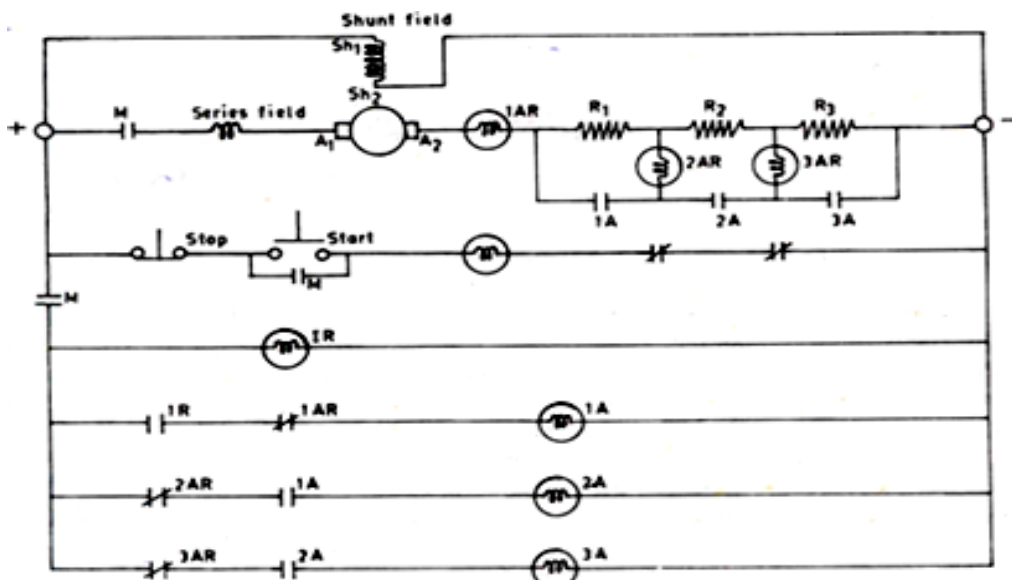 Shunt field
Sh1
Sh2
M Series field 1AR R1 R2 R3
+ A1 A2 −
2AR 3AR
1A 2A 3A
Stop Start
M
M
IR
1R 1AR 1A
2AR 1A 2A
3AR 2A 3A